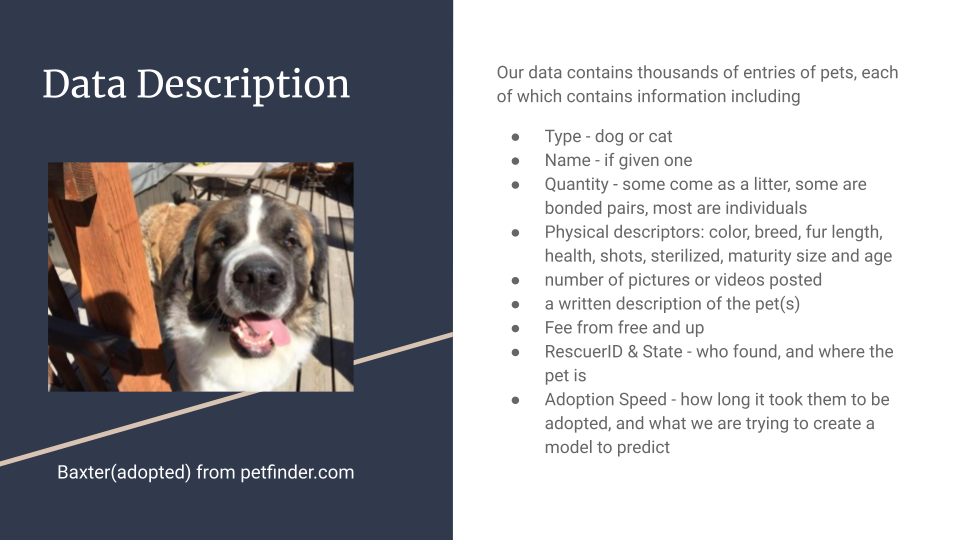 Data Description
Baxter(adopted) from petfinder.com
Our data contains thousands of entries of pets, each
of which contains information including
● Type - dog or cat
● Name - if given one
● Quantity - some come as a litter, some are
bonded pairs, most are individuals
● Physical descriptors: color, breed, fur length,
health, shots, sterilized, maturity size and age
● number of pictures or videos posted
● a written description of the pet(s)
● Fee from free and up
● RescuerID & State - who found, and where the
pet is
● Adoption Speed - how long it took them to be
adopted, and what we are trying to create a
model to predict